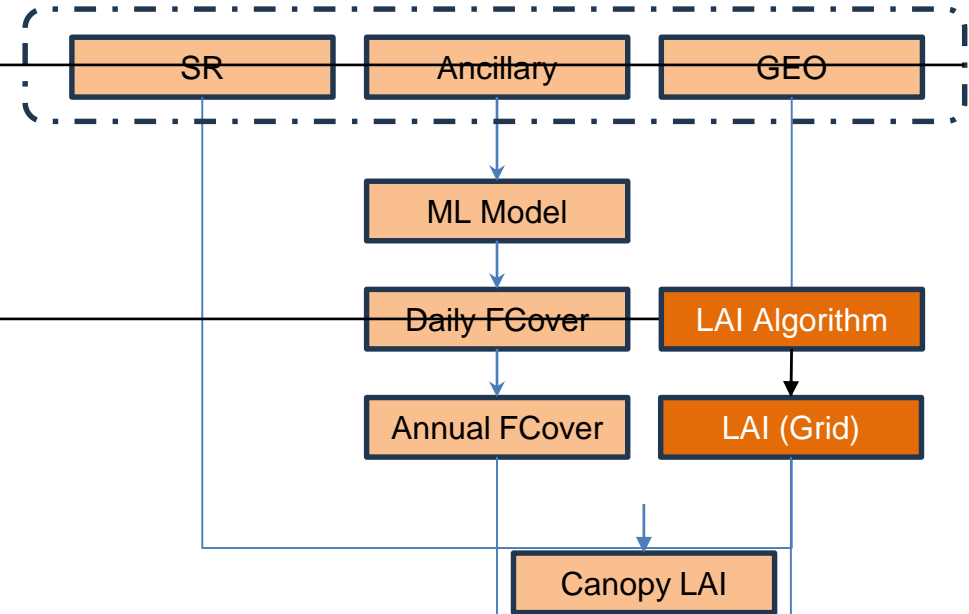 SR
Ancillary
GEO
ML Model
Daily FCover
LAI Algorithm
Annual FCover
LAI (Grid)
Canopy LAI